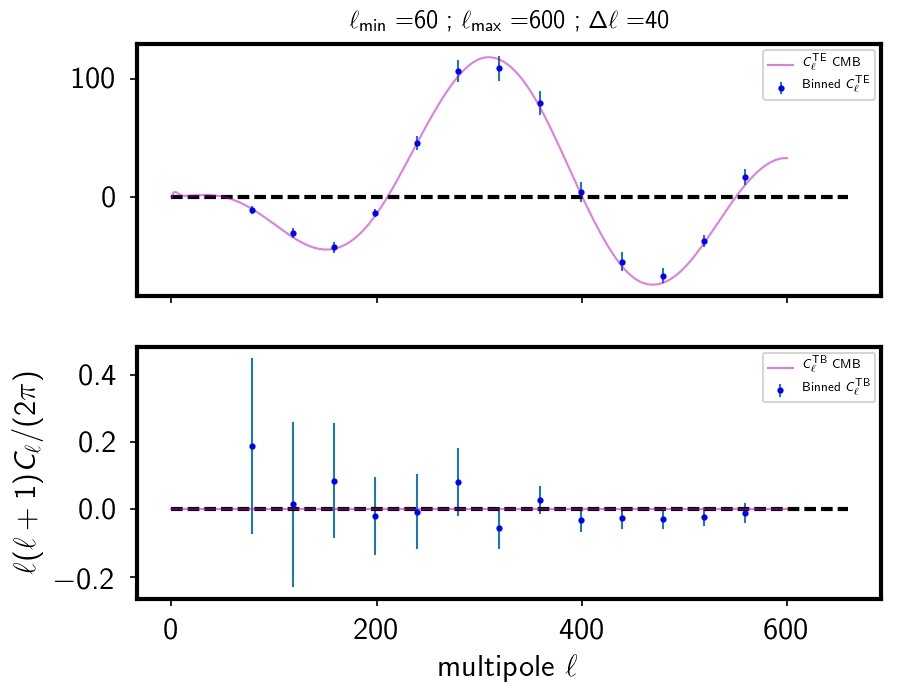 ℓmin =60 ; ℓmax =600 ; Δℓ =40
100
0
C_ℓ^TE CMB
Binned C_ℓ^TE
ℓ(ℓ + 1)C_ℓ/(2π)
0.4
0.2
0.0
−0.2
C_ℓ^TB CMB
Binned C_ℓ^TB
0 200 400 600
multipole ℓ